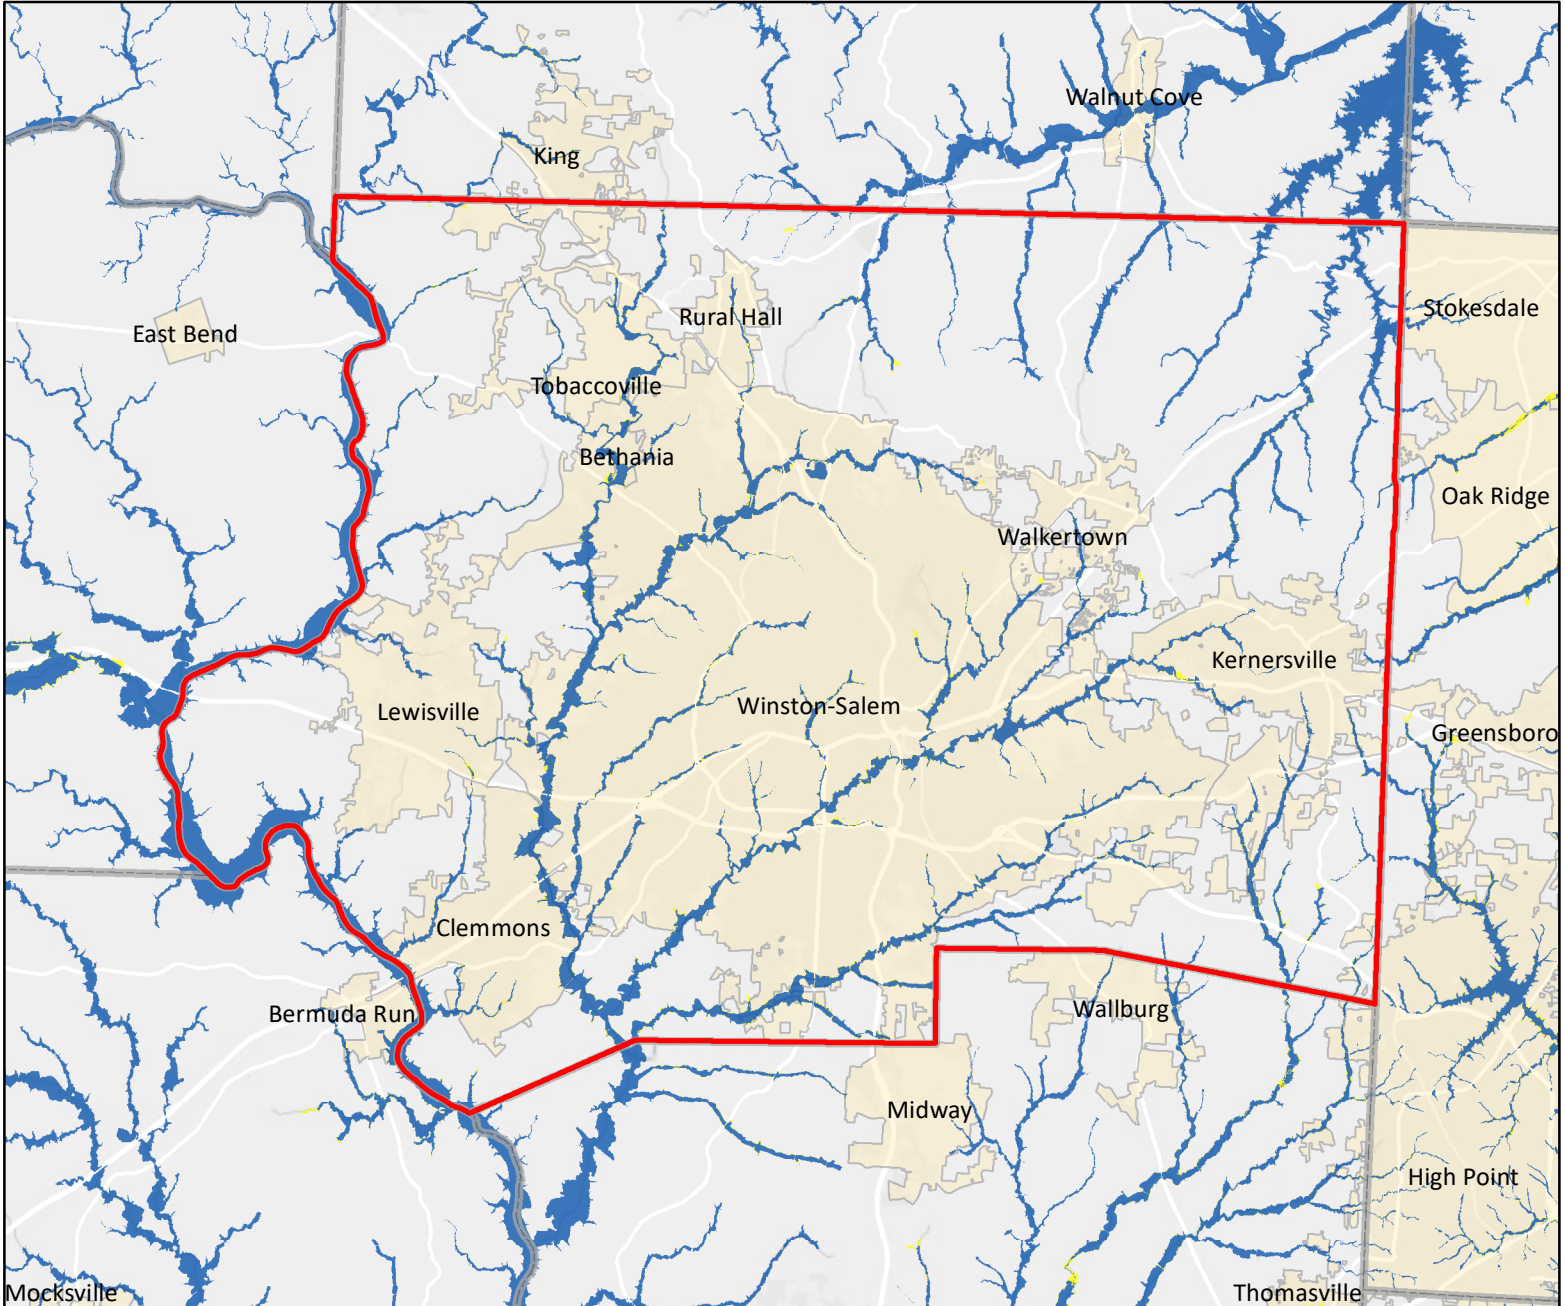 Walnut Cove
King
Stokesdale
East Bend
Rural Hall
Tobaccoville
Bethania
Oak Ridge
Walkertown
Kernersville
Lewisville
Winston-Salem
Greensboro
Clemmons
Bermuda Run
Wallburg
Midway
High Point
Mocksville
Thomasville